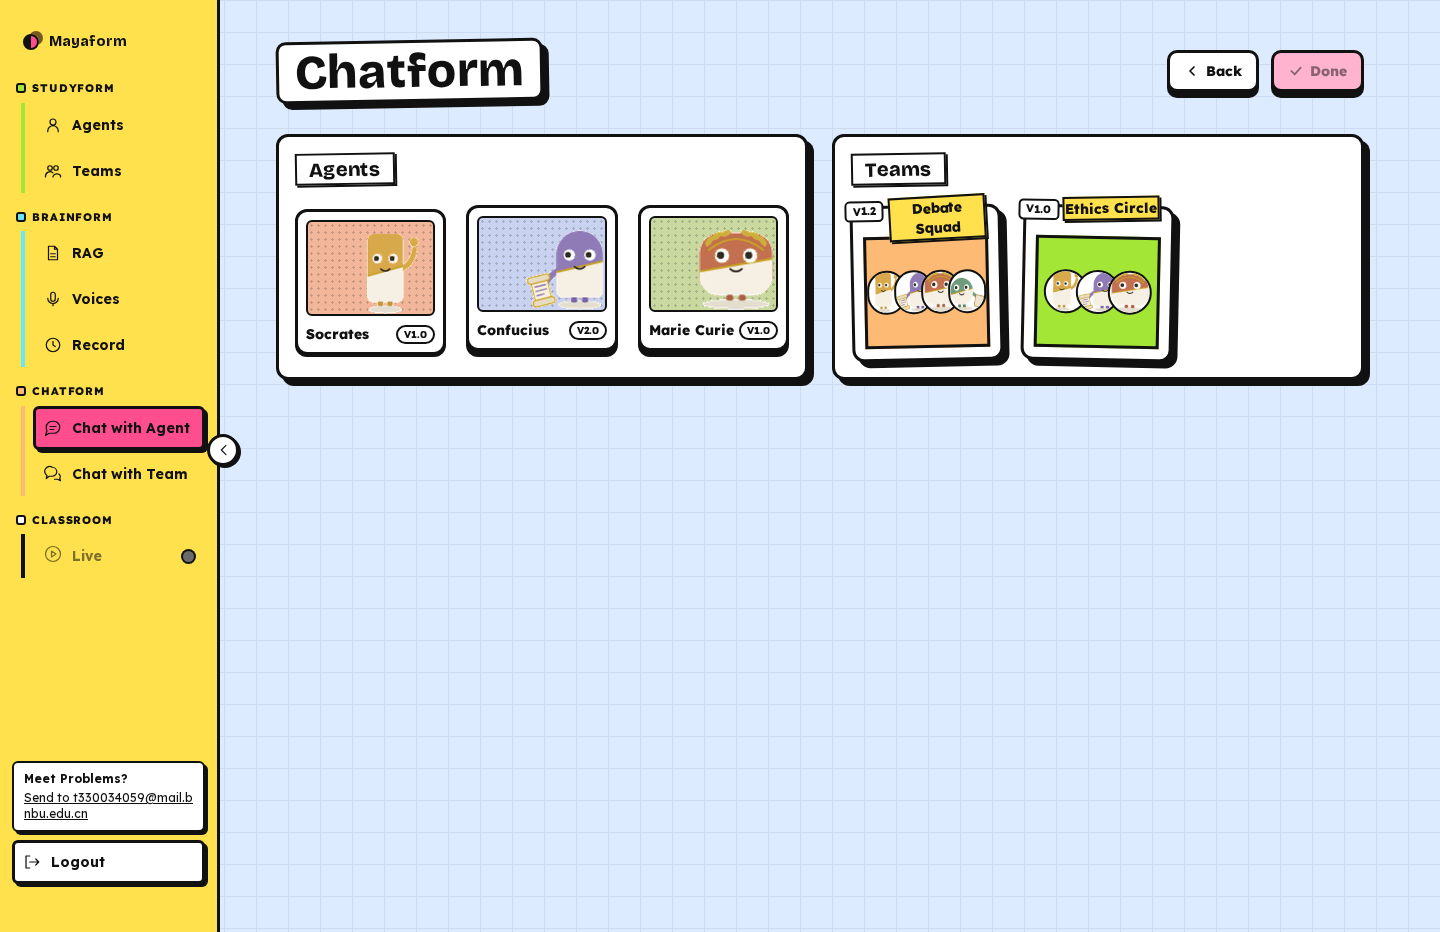 Mayaform
STUDYFORM
Agents
Teams
BRAINFORM
RAG
Voices
Record
CHATFORM
Chat with Agent
Chat with Team
CLASSROOM
Live
Meet Problems?
Send to t330034059@mail.b
nbu.edu.cn
Logout
Chatform
Back
Done
Agents
Socrates
V1.0
Confucius
V2.0
Marie Curie
V1.0
Teams
V1.2
Debate
Squad
V1.0
Ethics Circle